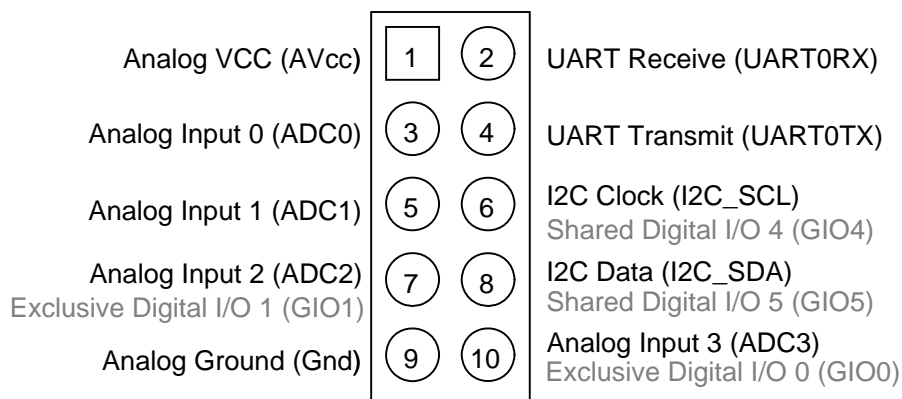 Analog VCC (AVcc) 1 2 UART Receive (UART0RX)
Analog Input 0 (ADC0) 3 4 UART Transmit (UART0TX)
Analog Input 1 (ADC1) 5 6 I2C Clock (I2C_SCL)
Shared Digital I/O 4 (GIO4)
Analog Input 2 (ADC2) 7 8 I2C Data (I2C_SDA)
Exclusive Digital I/O 1 (GIO1) Shared Digital I/O 5 (GIO5)
Analog Ground (Gnd) 9 10 Analog Input 3 (ADC3)
Exclusive Digital I/O 0 (GIO0)